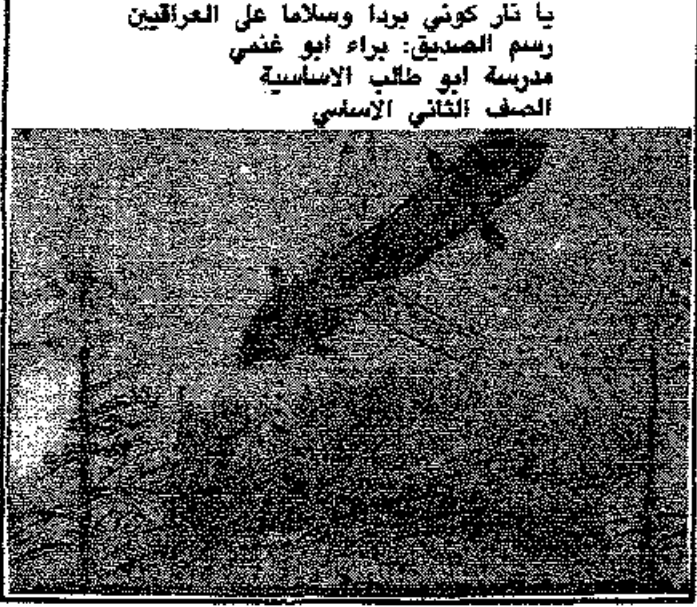 يا نار كوني بردا وسلاما على العراقيين
رسم الصديق: براء ابو غنمي
مدرسة ابو طالب الاساسية
الصف الثاني الاساسي